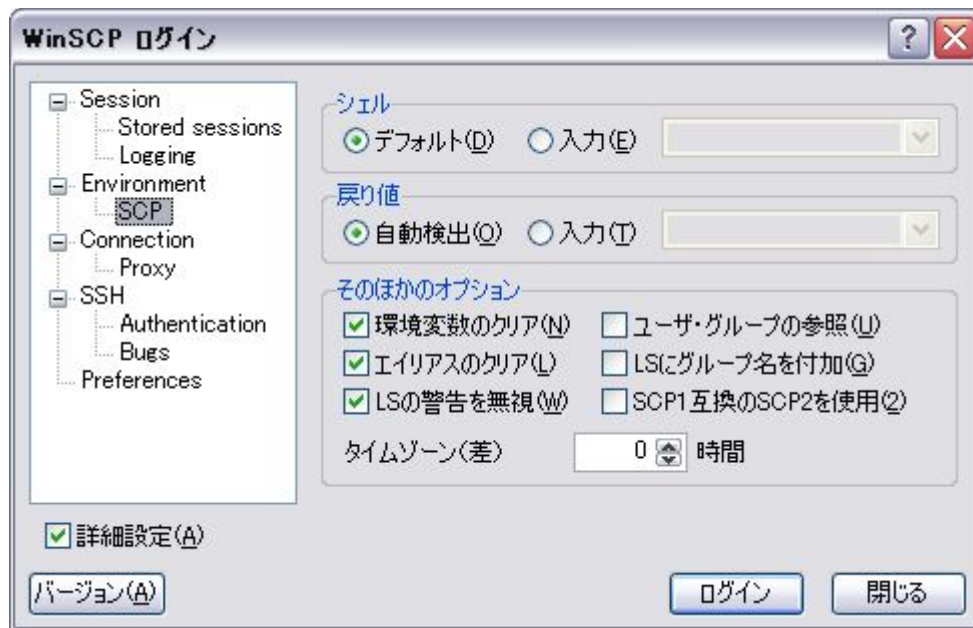 WinSCP ログイン
Session
Stored sessions
Logging
Environment
SCP
Connection
Proxy
SSH
Authentication
Bugs
Preferences
シェル
デフォルト(D) 入力(E)
戻り値
自動検出(O) 入力(T)
そのほかのオプション
環境変数のクリア(N) ユーザ・グループの参照(U)
エイリアスのクリア(L) LSにグループ名を付加(G)
LSの警告を無視(W) SCP1互換のSCP2を使用(2)
タイムゾーン(差) 0 時間
詳細設定(A)
バージョン(A) ログイン 閉じる